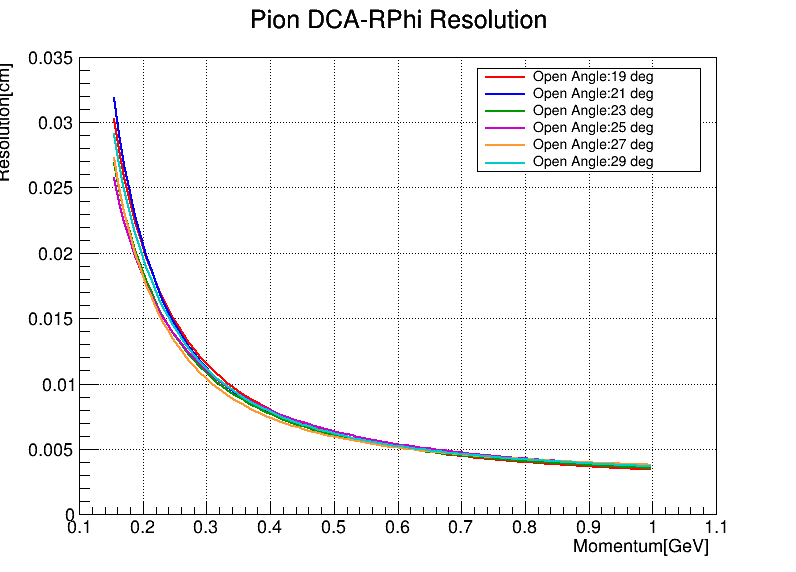 Pion DCA-RPhi Resolution
Resolution[cm]
0.035
0.03
0.025
0.02
0.015
0.01
0.005
0
Open Angle:19 deg
Open Angle:21 deg
Open Angle:23 deg
Open Angle:25 deg
Open Angle:27 deg
Open Angle:29 deg
0.1 0.2 0.3 0.4 0.5 0.6 0.7 0.8 0.9 1 1.1
Momentum[GeV]